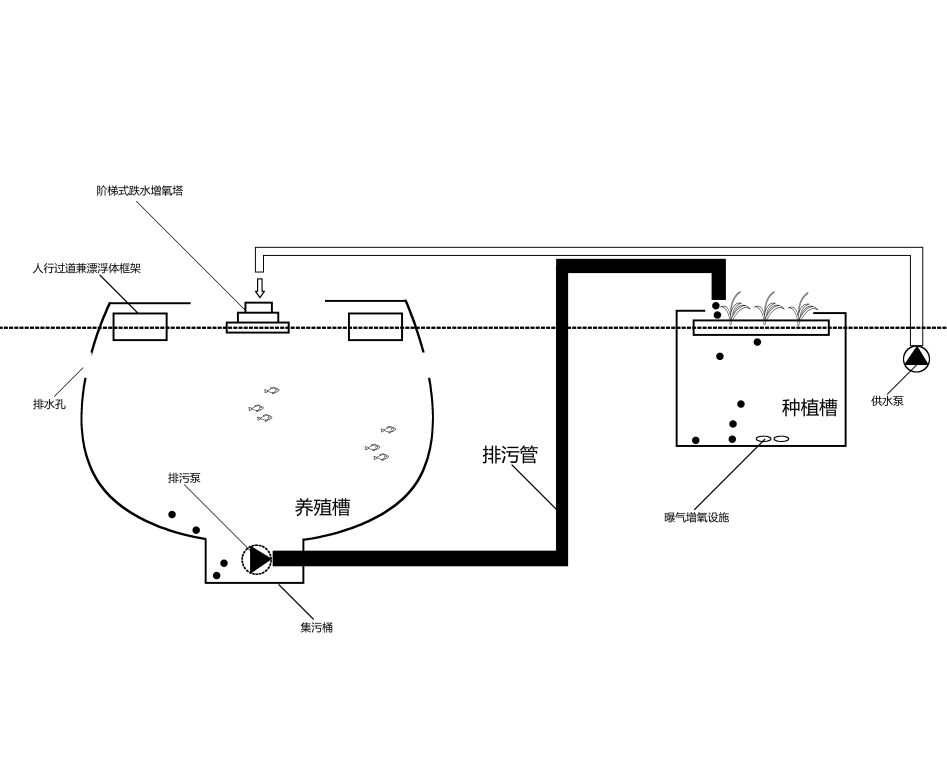 阶梯式跌水增氧塔
人行过道兼漂浮体框架
排水孔
供水泵
种植槽
排污管
排污泵
养殖槽
曝气增氧设施
集污桶